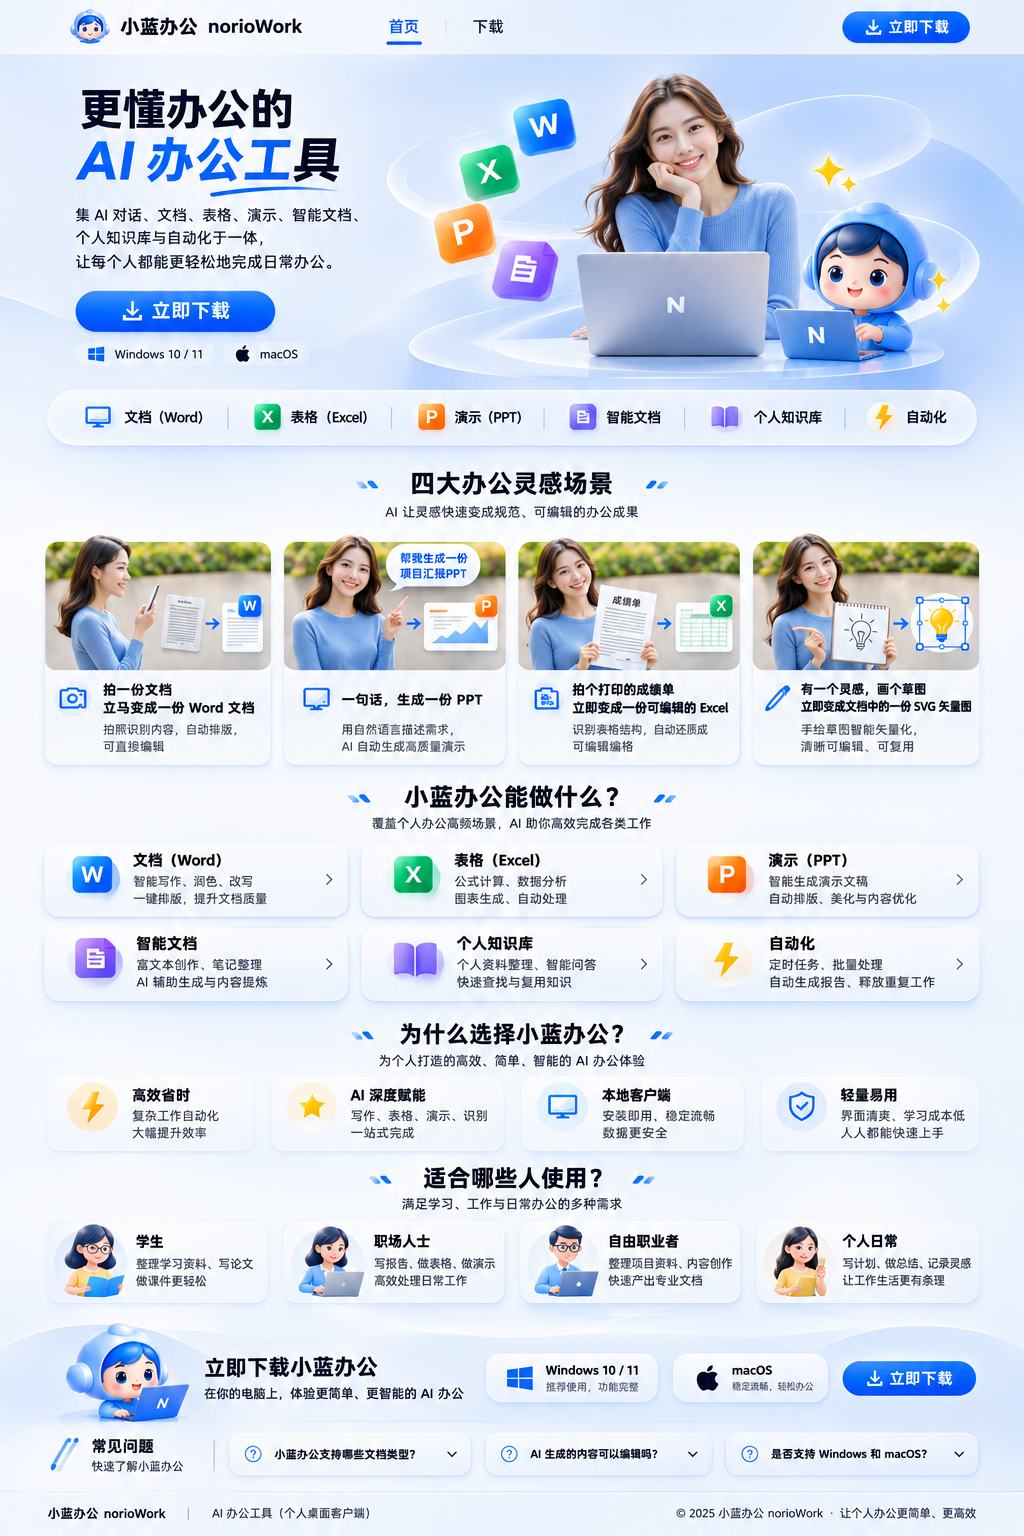 小蓝办公 norioWork
首页
下载
立即下载
更懂办公的
AI 办公工具
集 AI 对话、文档、表格、演示、智能文档、
个人知识库与自动化于一体，
让每个人都能更轻松地完成日常办公。
立即下载
Windows 10 / 11
macOS
W
X
P
N
N
文档（Word）
X
表格（Excel）
P
演示（PPT）
智能文档
个人知识库
自动化
四大办公灵感场景
AI 让灵感快速变成规范、可编辑的办公成果
W
拍一份文档
立马变成一份 Word 文档
拍照识别内容，自动排版，
可直接编辑
帮我生成一份
项目汇报PPT
P
一句话，生成一份 PPT
用自然语言描述需求，
AI 自动生成高质量演示
成绩单
X
拍个打印的成绩单
立即变成一份可编辑的 Excel
识别表格结构，自动还质成
可编编格
有一个灵感，画个草图
立即变成文档中的一份 SVG 矢量图
手绘草图智能矢量化，
清晰可编辑、可复用
小蓝办公能做什么？
覆盖个人办公高频场景，AI 助你高效完成各类工作
W
文档（Word）
智能写作、润色、改写
一键排版，提升文档质量
X
表格（Excel）
公式计算、数据分析
图表生成、自动处理
P
演示（PPT）
智能生成演示文稿
自动排版、美化与内容优化
智能文档
富文本创作、笔记整理
AI 辅助生成与内容提炼
个人知识库
个人资料整理、智能问答
快速查找与复用知识
自动化
定时任务、批量处理
自动生成报告、释放重复工作
为什么选择小蓝办公？
为个人打造的高效、简单、智能的 AI 办公体验
高效省时
复杂工作自动化
大幅提升效率
AI 深度赋能
写作、表格、演示、识别
一站式完成
本地客户端
安装即用、稳定流畅
数据更安全
轻量易用
界面清爽、学习成本低
人人都能快速上手
适合哪些人使用？
满足学习、工作与日常办公的多种需求
学生
整理学习资料、写论文
做课件更轻松
职场人士
写报告、做表格、做演示
高效处理日常工作
自由职业者
整理项目资料、内容创作
快速产出专业文档
个人日常
写计划、做总结、记录灵感
让工作生活更有条理
N
立即下载小蓝办公
在你的电脑上，体验更简单、更智能的 AI 办公
Windows 10 / 11
推荐使用，功能完整
macOS
稳定流畅，轻松办公
立即下载
常见问题
快速了解小蓝办公
小蓝办公支持哪些文档类型？
AI 生成的内容可以编辑吗？
是否支持 Windows 和 macOS？
小蓝办公 norioWork
AI 办公工具（个人桌面客户端）
© 2025 小蓝办公 norioWork · 让个人办公更简单、更高效